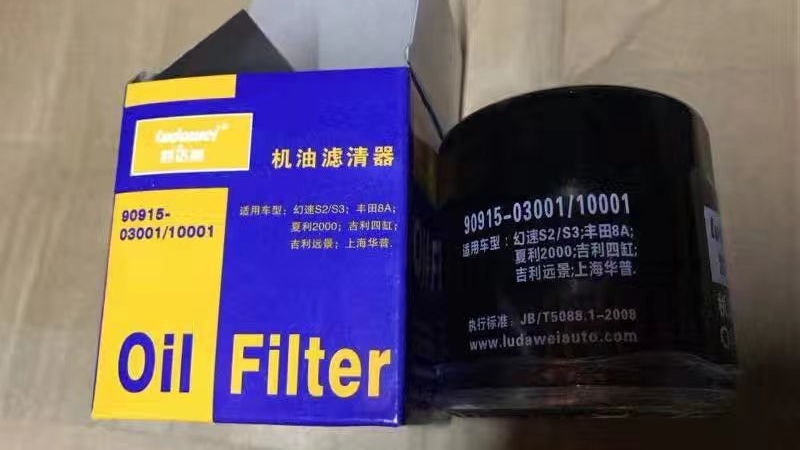 Ludawei
机油滤清器
90915-
03001/10001
适用车型：幻速S2/S3；丰田8A；
夏利2000；吉利四缸；
吉利远景；上海华普.
Oil Filter
90915-03001/10001
适用车型：幻速S2/S3;丰田8A;
夏利2000;吉利四缸;
吉利远景;上海华普.
执行标准：JB/T5088.1-2008
www.ludaweiauto.com